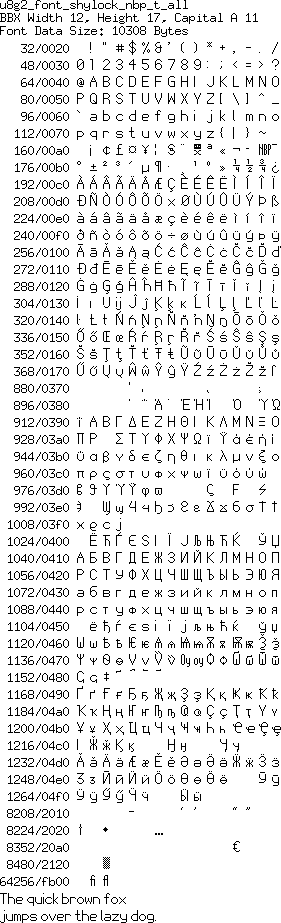 u8g2_font_shylock_nbp_t_all
BBX Width 12, Height 17, Capital A 11
Font Data Size: 10308 Bytes
32/0020 ! " # $ % & ' ( ) * + , - . /
48/0030 0 1 2 3 4 5 6 7 8 9 : ; < = > ?
64/0040 @ A B C D E F G H I J K L M N O
80/0050 P Q R S T U V W X Y Z [ \ ] ^ _
96/0060 ` a b c d e f g h i j k l m n o
112/0070 p q r s t u v w x y z { | } ~
160/00a0 ¡ ¢ £ ¤ ¥ ¦ § ¨ © ª « ¬ ® ¯
176/00b0 ° ± ² ³ ´ µ ¶ · ¸ ¹ º » ¼ ½ ¾ ¿
192/00c0 À Á Â Ã Ä Å Æ Ç È É Ê Ë Ì Í Î Ï
208/00d0 Ð Ñ Ò Ó Ô Õ Ö × Ø Ù Ú Û Ü Ý Þ ß
224/00e0 à á â ã ä å æ ç è é ê ë ì í î ï
240/00f0 ð ñ ò ó ô õ ö ÷ ø ù ú û ü ý þ ÿ
256/0100 Ā ā Ă ă Ą ą Ć ć Ĉ ĉ Ċ ċ Č č Ď ď
272/0110 Đ đ Ē ē Ĕ ĕ Ė ė Ę ę Ě ě Ĝ ĝ Ğ ğ
288/0120 Ġ ġ Ģ ģ Ĥ ĥ Ħ ħ Ĩ ĩ Ī ī Ĭ ĭ Į į
304/0130 İ ı Ĳ ĳ Ĵ ĵ Ķ ķ ĸ Ĺ ĺ Ļ ļ Ľ ľ Ŀ
320/0140 ŀ Ł ł Ń ń Ņ ņ Ň ň ŉ Ŋ ŋ Ō ō Ŏ ŏ
336/0150 Ő ő Œ œ Ŕ ŕ Ŗ ŗ Ř ř Ś ś Ŝ ŝ Ş ş
352/0160 Š š Ţ ţ Ť ť Ŧ ŧ Ũ ũ Ū ū Ŭ ŭ Ů ů
368/0170 Ű ű Ų ų Ŵ ŵ Ŷ ŷ Ÿ Ź ź Ż ż Ž ž ſ
880/0370
896/0380 Ά Έ Ή Ί Ό Ύ Ώ
912/0390 ΐ Α Β Γ Δ Ε Ζ Η Θ Ι Κ Λ Μ Ν Ξ Ο
928/03a0 Π Ρ Σ Τ Υ Φ Χ Ψ Ω Ϊ Ϋ ά έ ή ί
944/03b0 ΰ α β γ δ ε ζ η θ ι κ λ μ ν ξ ο
960/03c0 π ρ ς σ τ υ φ χ ψ ω ϊ ϋ ό ύ ώ
976/03d0 ϐ ϑ ϒ ϓ ϔ ϕ ϖ Ϛ Ϝ Ϟ
992/03e0
1008/03f0
1024/0400 Ѐ Ё Ђ Ѓ Є Ѕ І Ї Ј Љ Њ Ћ Ќ Ѝ Ў Џ
1040/0410 А Б В Г Д Е Ж З И Й К Л М Н О П
1056/0420 Р С Т У Ф Х Ц Ч Ш Щ Ъ Ы Ь Э Ю Я
1072/0430 а б в г д е ж з и й к л м н о п
1088/0440 р с т у ф х ц ч ш щ ъ ы ь э ю я
1104/0450 ѐ ё ђ ѓ є ѕ і ї ј љ њ ћ ќ ѝ ў џ
1120/0460
1136/0470
1152/0480
1168/0490
1184/04a0
1200/04b0
1216/04c0
1232/04d0
1248/04e0
1264/04f0
8208/2010 – ‘ ’ “ ”
8224/2020 † • …
8352/20a0 €
8480/2120
64256/fb00 ﬁ ﬂ
The quick brown fox
jumps over the lazy dog.